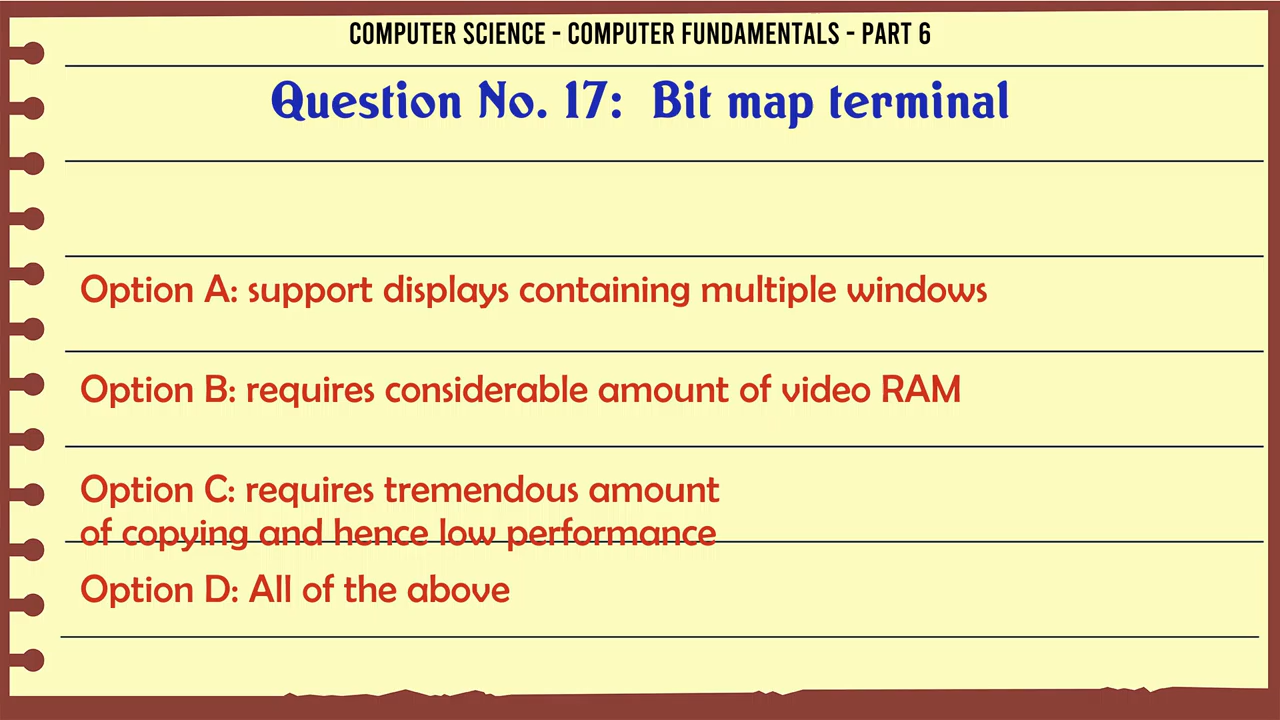 COMPUTER SCIENCE - COMPUTER FUNDAMENTALS - PART 6
Question No. 17: Bit map terminal
Option A: support displays containing multiple windows
Option B: requires considerable amount of video RAM
Option C: requires tremendous amount
of copying and hence low performance
Option D: All of the above